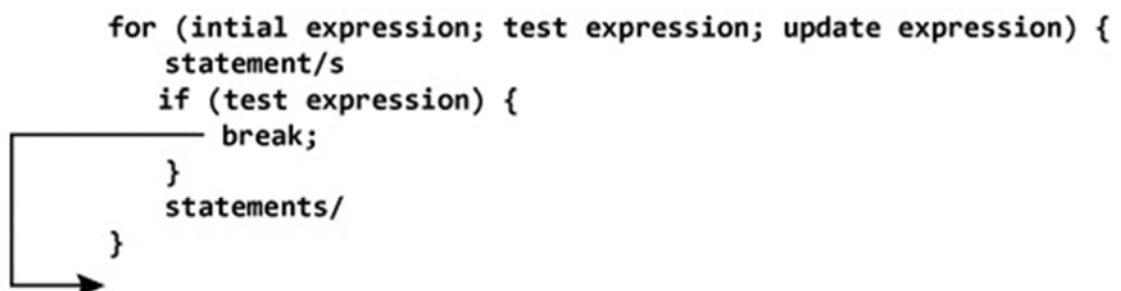 for (intial expression; test expression; update expression) {
statement/s
if (test expression) {
break;
}
statements/
}